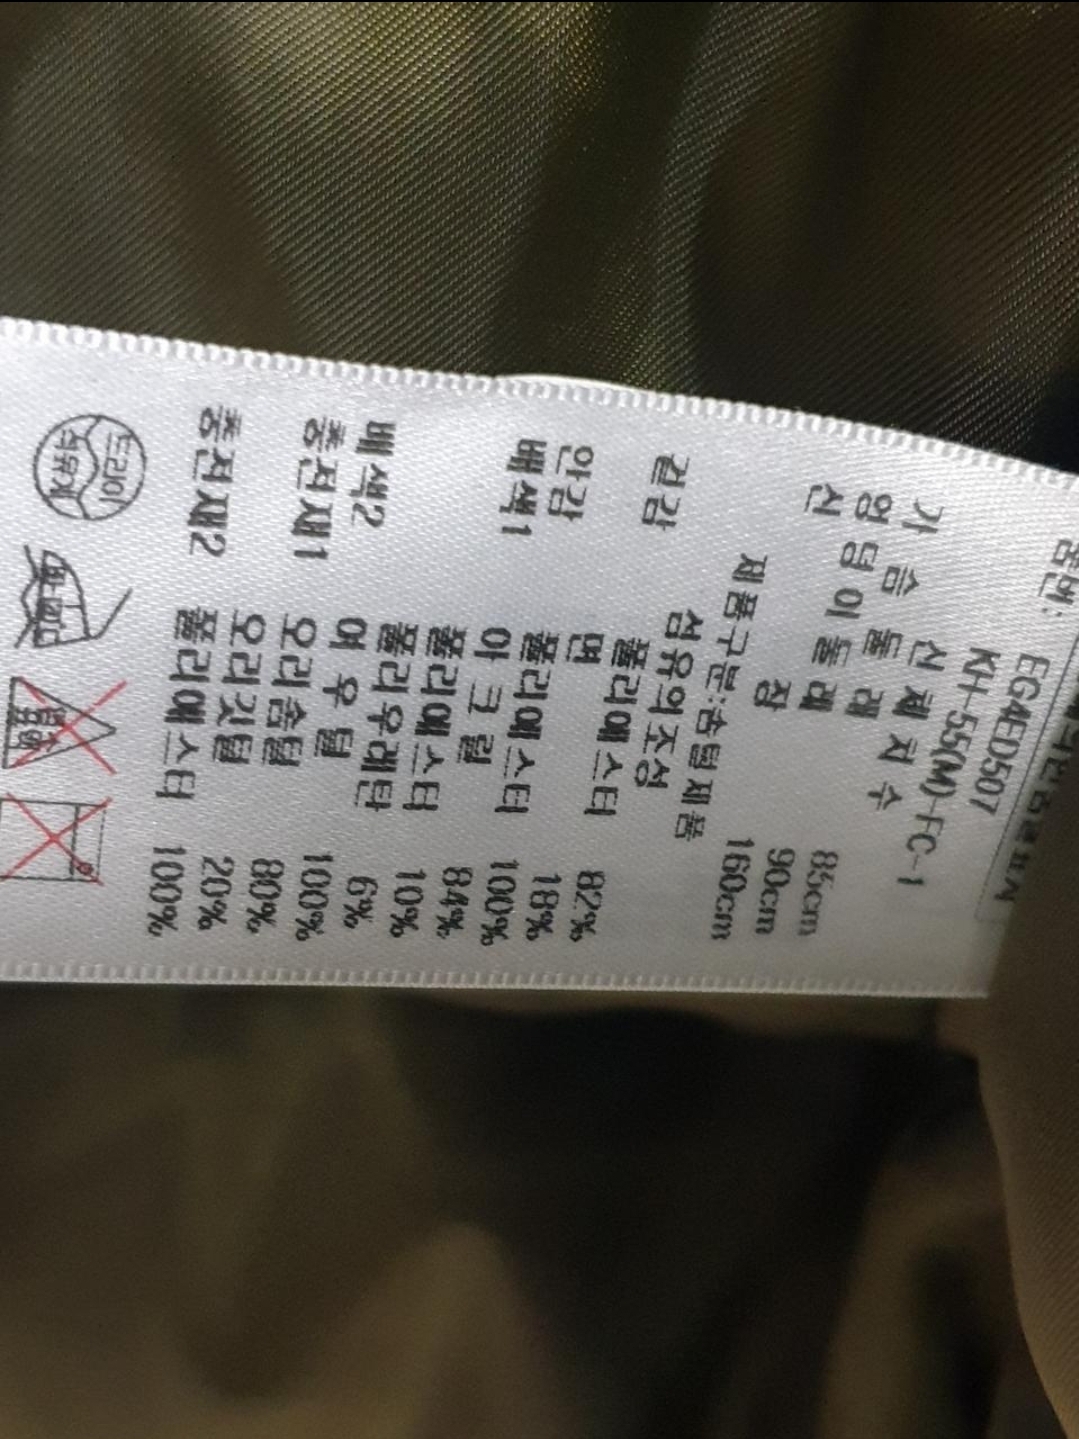 품번: EG4ED507
KH-55(M)-FC-1
신 체 치 수
가 슴 둘 레 85cm
엉 덩 이 둘 레 90cm
신 장 160cm
제품구분:솜털제품
섬유의조성
겉감 폴리에스터 82%
면 18%
안감 폴리에스터 100%
배색1 아 크 릴 84%
폴리에스터 10%
폴리우레탄 6%
배색2 여 우 털 100%
충전재1 오리솜털 80%
오리깃털 20%
충전재2 폴리에스터 100%
드라이
석유계